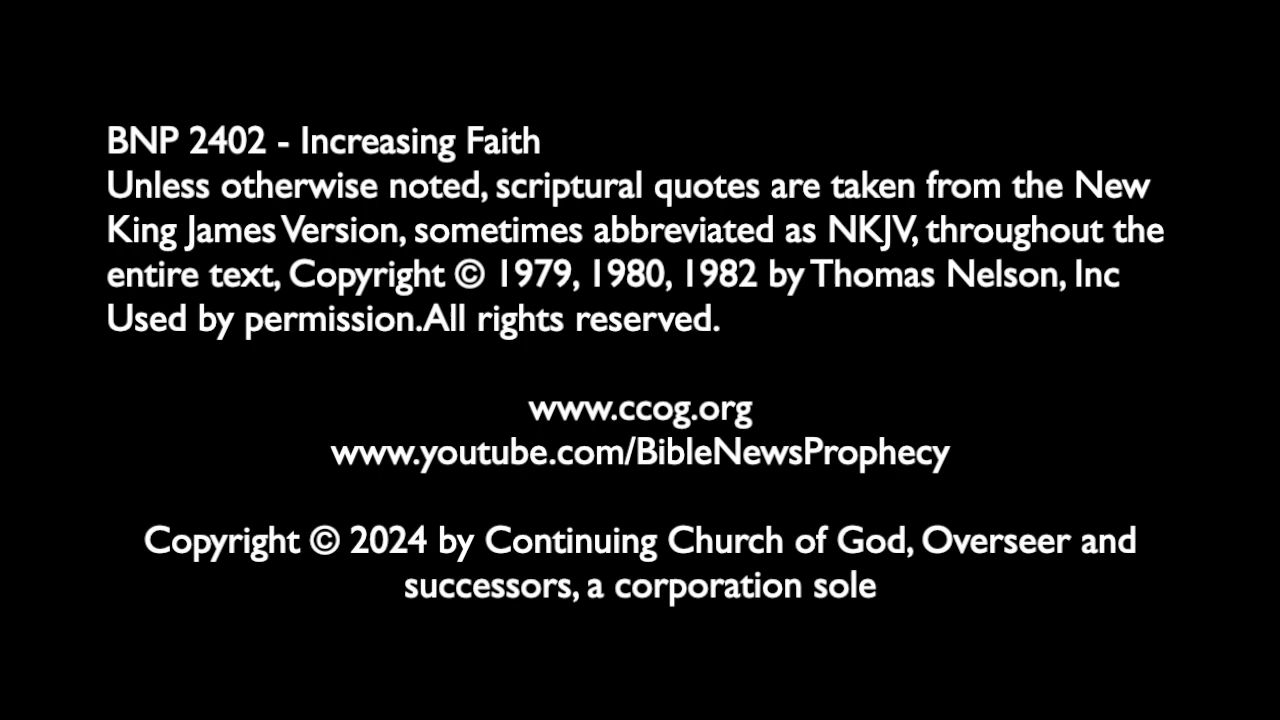 BNP 2402 - Increasing Faith
Unless otherwise noted, scriptural quotes are taken from the New
King James Version, sometimes abbreviated as NKJV, throughout the
entire text, Copyright © 1979, 1980, 1982 by Thomas Nelson, Inc
Used by permission. All rights reserved.
www.ccog.org
www.youtube.com/BibleNewsProphecy
Copyright © 2024 by Continuing Church of God, Overseer and
successors, a corporation sole